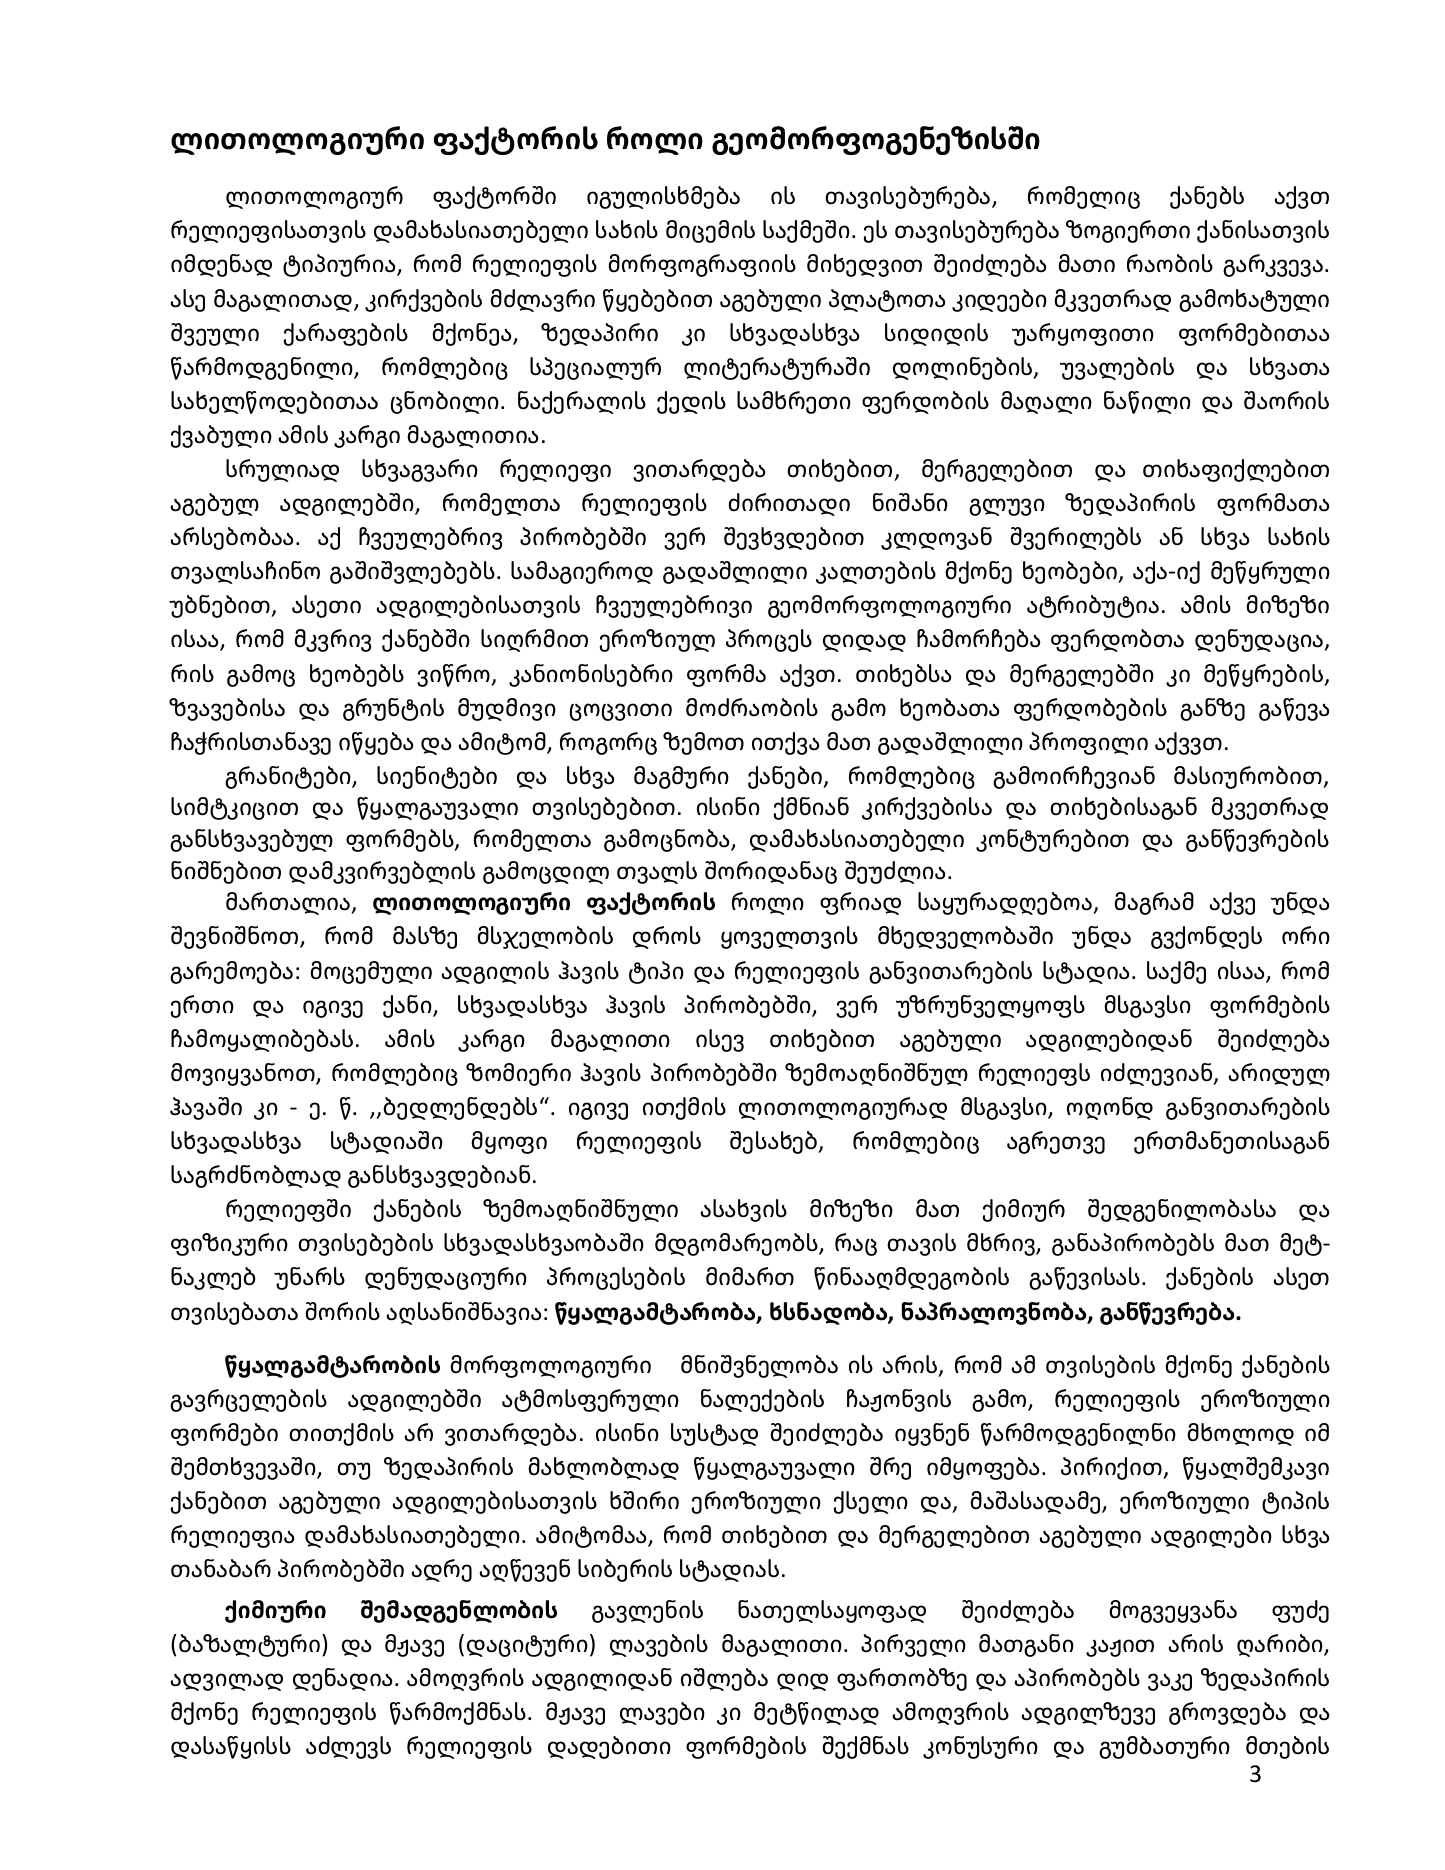 ლითოლოგიური ფაქტორის როლი გეომორფოგენეზისში
ლითოლოგიურ ფაქტორში იგულისხმება ის თავისებურება, რომელიც ქანებს აქვთ
რელიეფისათვის დამახასიათებელი სახის მიცემის საქმეში. ეს თავისებურება ზოგიერთი ქანისათვის
იმდენად ტიპიურია, რომ რელიეფის მორფოგრაფიის მიხედვით შეიძლება მათი რაობის გარკვევა.
ასე მაგალითად, კირქვების მძლავრი წყებებით აგებული პლატოთა კიდეები მკვეთრად გამოხატული
შვეული ქარაფების მქონეა, ზედაპირი კი სხვადასხვა სიდიდის უარყოფითი ფორმებითაა
წარმოდგენილი, რომლებიც სპეციალურ ლიტერატურაში დოლინების, უვალების და სხვათა
სახელწოდებითაა ცნობილი. ნაქერალის ქედის სამხრეთი ფერდობის მაღალი ნაწილი და შაორის
ქვაბული ამის კარგი მაგალითია.
სრულიად სხვაგვარი რელიეფი ვითარდება თიხებით, მერგელებით და თიხაფიქლებით
აგებულ ადგილებში, რომელთა რელიეფის ძირითადი ნიშანი გლუვი ზედაპირის ფორმათა
არსებობაა. აქ ჩვეულებრივ პირობებში ვერ შევხვდებით კლდოვან შვერილებს ან სხვა სახის
თვალსაჩინო გაშიშვლებებს. სამაგიეროდ გადაშლილი კალთების მქონე ხეობები, აქა-იქ მეწყრული
უბნებით, ასეთი ადგილებისათვის ჩვეულებრივი გეომორფოლოგიური ატრიბუტია. ამის მიზეზი
ისაა, რომ მკვრივ ქანებში სიღრმით ეროზიულ პროცეს დიდად ჩამორჩება ფერდობთა დენუდაცია,
რის გამოც ხეობებს ვიწრო, კანიონისებრი ფორმა აქვთ. თიხებსა და მერგელებში კი მეწყრების,
ზვავებისა და გრუნტის მუდმივი ცოცვითი მოძრაობის გამო ხეობათა ფერდობების განზე გაწევა
ჩაჭრისთანავე იწყება და ამიტომ, როგორც ზემოთ ითქვა მათ გადაშლილი პროფილი აქვვთ.
გრანიტები, სიენიტები და სხვა მაგმური ქანები, რომლებიც გამოირჩევიან მასიურობით,
სიმტკიცით და წყალგაუვალი თვისებებით. ისინი ქმნიან კირქვებისა და თიხებისაგან მკვეთრად
განსხვავებულ ფორმებს, რომელთა გამოცნობა, დამახასიათებელი კონტურებით და განწევრების
ნიშნებით დამკვირვებლის გამოცდილ თვალს შორიდანაც შეუძლია.
მართალია, ლითოლოგიური ფაქტორის როლი ფრიად საყურადღებოა, მაგრამ აქვე უნდა
შევნიშნოთ, რომ მასზე მსჯელობის დროს ყოველთვის მხედველობაში უნდა გვქონდეს ორი
გარემოება: მოცემული ადგილის ჰავის ტიპი და რელიეფის განვითარების სტადია. საქმე ისაა, რომ
ერთი და იგივე ქანი, სხვადასხვა ჰავის პირობებში, ვერ უზრუნველყოფს მსგავსი ფორმების
ჩამოყალიბებას. ამის კარგი მაგალითი ისევ თიხებით აგებული ადგილებიდან შეიძლება
მოვიყვანოთ, რომლებიც ზომიერი ჰავის პირობებში ზემოაღნიშნულ რელიეფს იძლევიან, არიდულ
ჰავაში კი - ე. წ. ,,ბედლენდებს“. იგივე ითქმის ლითოლოგიურად მსგავსი, ოღონდ განვითარების
სხვადასხვა სტადიაში მყოფი რელიეფის შესახებ, რომლებიც აგრეთვე ერთმანეთისაგან
საგრძნობლად განსხვავდებიან.
რელიეფში ქანების ზემოაღნიშნული ასახვის მიზეზი მათ ქიმიურ შედგენილობასა და
ფიზიკური თვისებების სხვადასხვაობაში მდგომარეობს, რაც თავის მხრივ, განაპირობებს მათ მეტ-
ნაკლებ უნარს დენუდაციური პროცესების მიმართ წინააღმდეგობის გაწევისას. ქანების ასეთ
თვისებათა შორის აღსანიშნავია: წყალგამტარობა, ხსნადობა, ნაპრალოვნობა, განწევრება.
წყალგამტარობის მორფოლოგიური მნიშვნელობა ის არის, რომ ამ თვისების მქონე ქანების
გავრცელების ადგილებში ატმოსფერული ნალექების ჩაჟონვის გამო, რელიეფის ეროზიული
ფორმები თითქმის არ ვითარდება. ისინი სუსტად შეიძლება იყვნენ წარმოდგენილნი მხოლოდ იმ
შემთხვევაში, თუ ზედაპირის მახლობლად წყალგაუვალი შრე იმყოფება. პირიქით, წყალშემკავი
ქანებით აგებული ადგილებისათვის ხშირი ეროზიული ქსელი და, მაშასადამე, ეროზიული ტიპის
რელიეფია დამახასიათებელი. ამიტომაა, რომ თიხებით და მერგელებით აგებული ადგილები სხვა
თანაბარ პირობებში ადრე აღწევენ სიბერის სტადიას.
ქიმიური შემადგენლობის გავლენის ნათელსაყოფად შეიძლება მოგვეყვანა ფუძე
(ბაზალტური) და მჟავე (დაციტური) ლავების მაგალითი. პირველი მათგანი კაჟით არის ღარიბი,
ადვილად დენადია. ამოღვრის ადგილიდან იშლება დიდ ფართობზე და აპირობებს ვაკე ზედაპირის
მქონე რელიეფის წარმოქმნას. მჟავე ლავები კი მეტწილად ამოღვრის ადგილზევე გროვდება და
დასაწყისს აძლევს რელიეფის დადებითი ფორმების შექმნას კონუსური და გუმბათური მთების
3